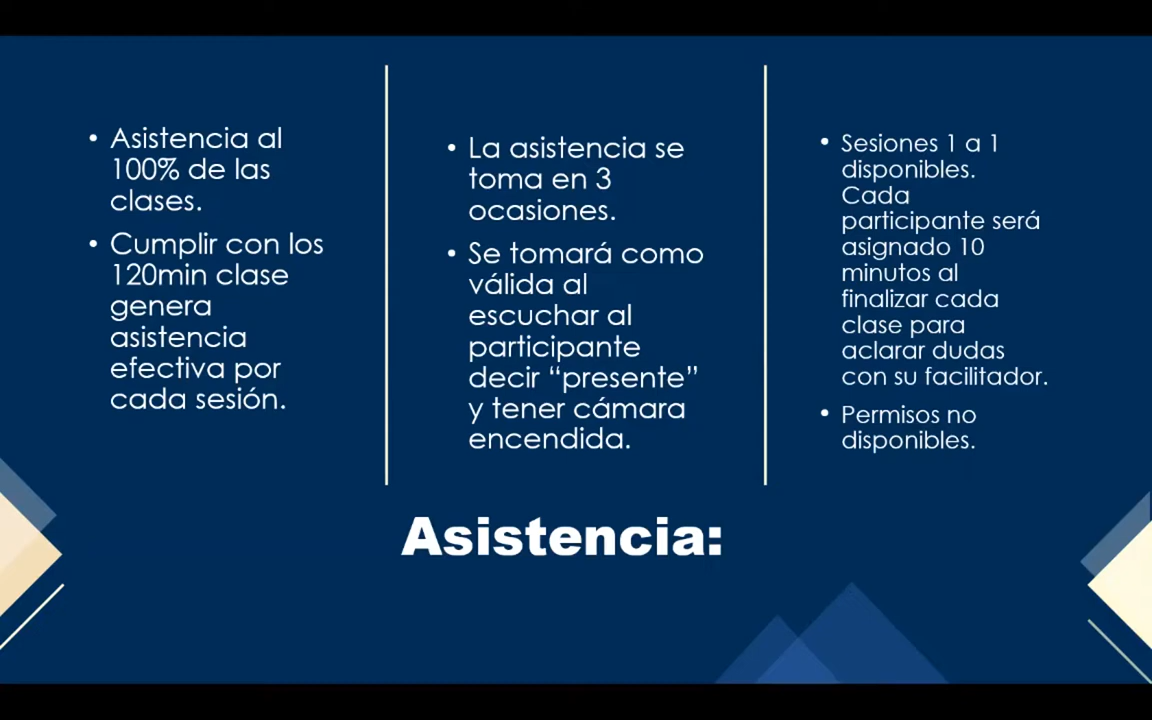 • Asistencia al
100% de las
clases.
• Cumplir con los
120min clase
genera
asistencia
efectiva por
cada sesión.
• La asistencia se
toma en 3
ocasiones.
• Se tomará como
válida al
escuchar al
participante
decir “presente”
y tener cámara
encendida.
• Sesiones 1 a 1
disponibles.
Cada
participante será
asignado 10
minutos al
finalizar cada
clase para
aclarar dudas
con su facilitador.
• Permisos no
disponibles.
Asistencia: